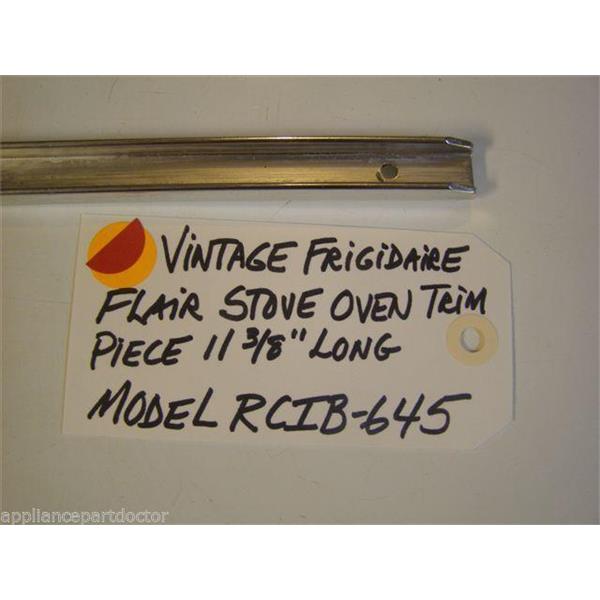 VINTAGE FRIGIDAIRE
FLAIR STOVE OVEN TRIM
PIECE 11 3/8" LONG
MODEL RCIB-645
appliancepartdoctor